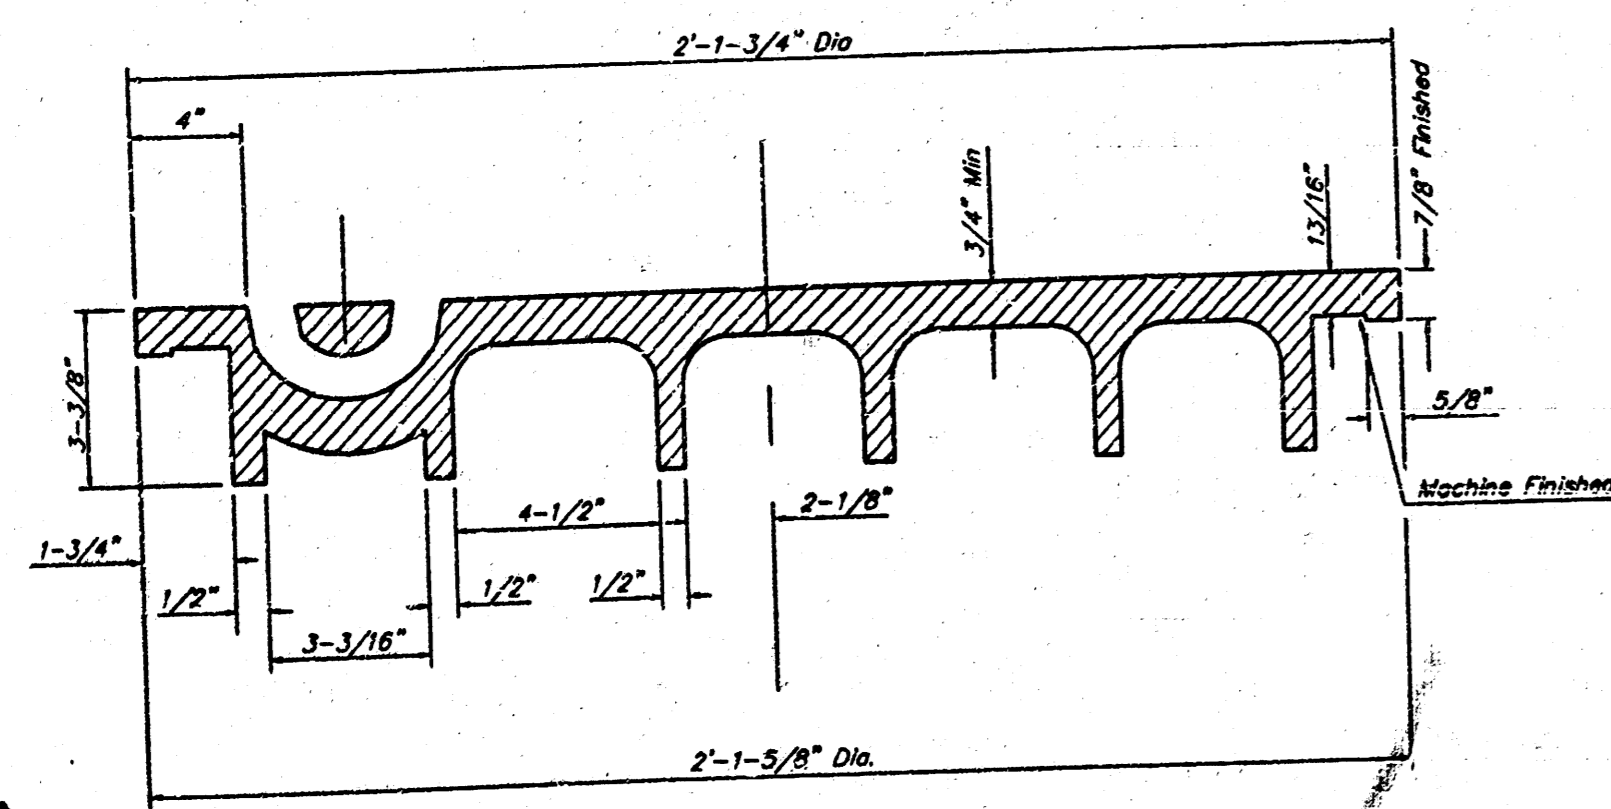 2'-1-3/4" Dia
4"
7/8" Finished
3/4" Min
13/16"
3-3/8"
5/8"
Machine Finished
4-1/2"
2-1/8"
1-3/4"
1/2"
1/2"
1/2"
3-3/16"
2'-1-5/8" Dia.